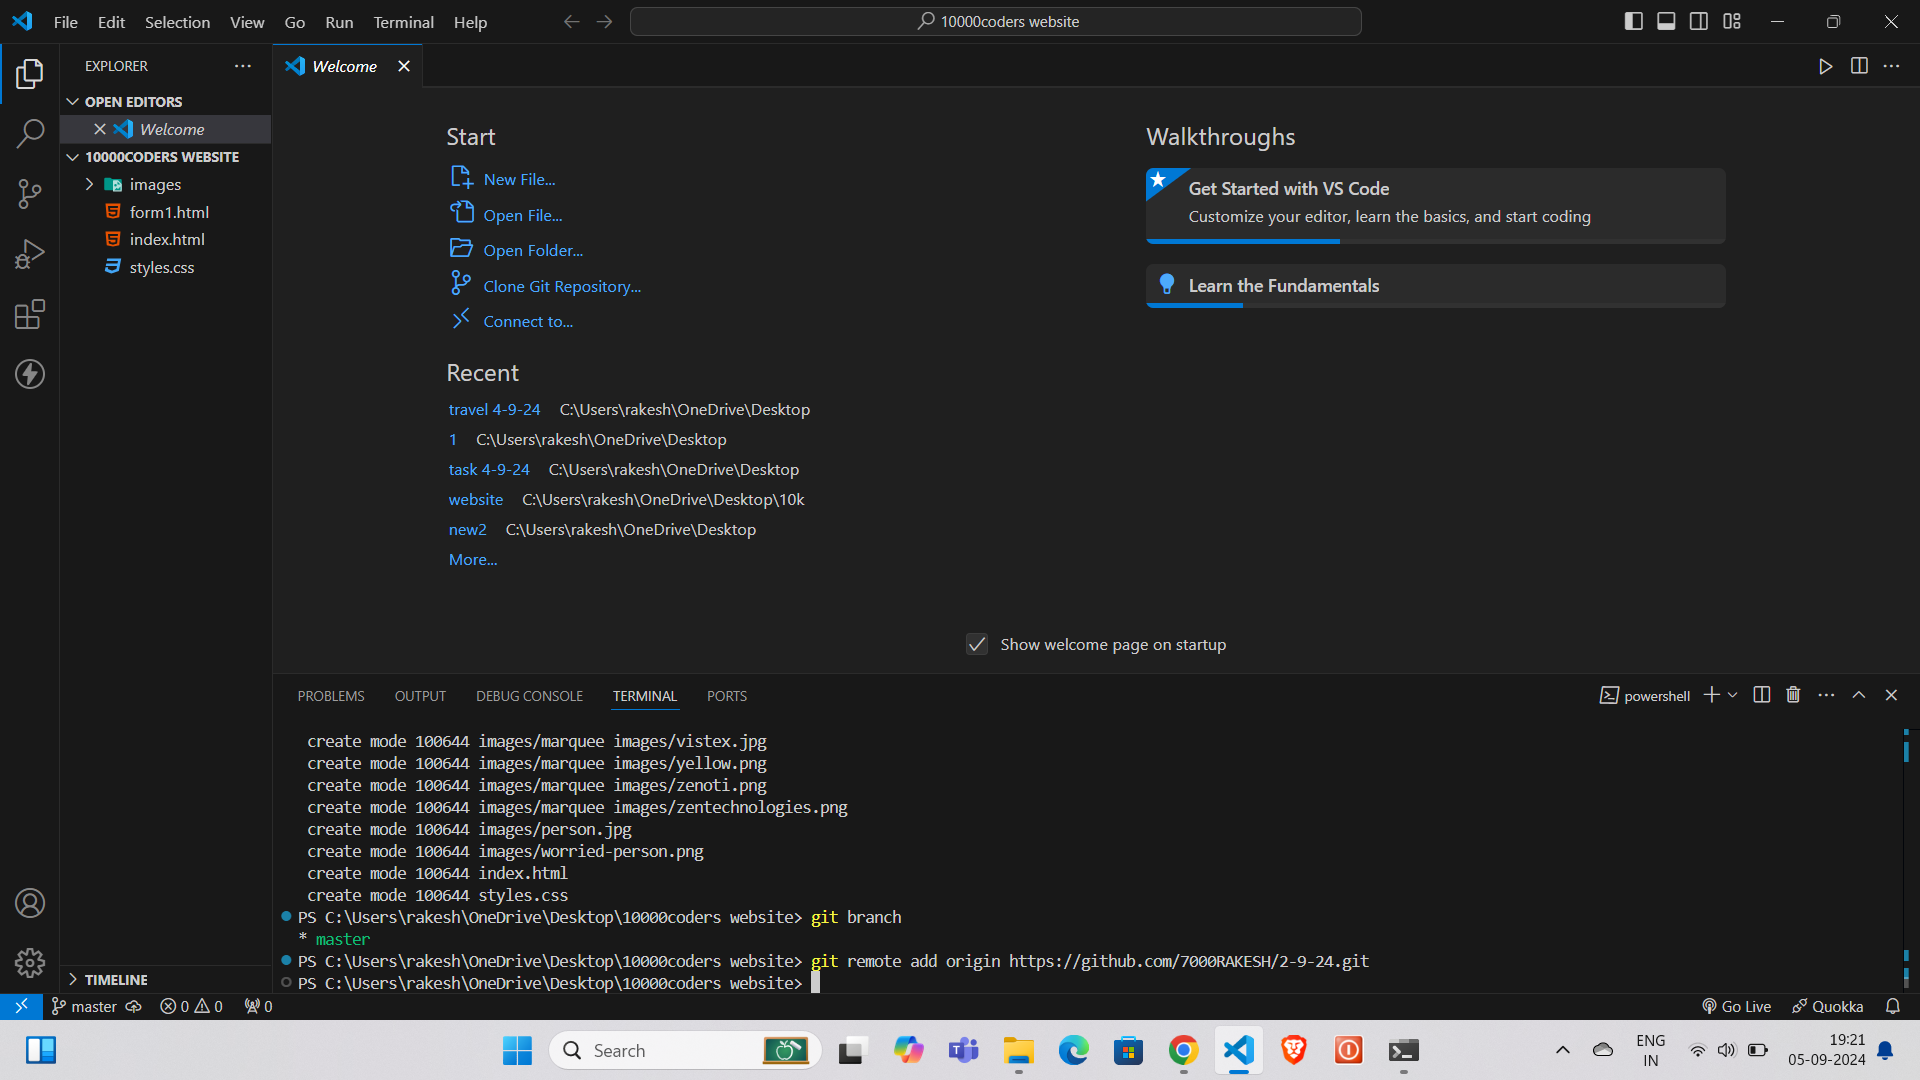 File Edit Selection View Go Run Terminal Help
10000coders website
EXPLORER
OPEN EDITORS
Welcome
10000CODERS WEBSITE
images
form1.html
index.html
styles.css
TIMELINE
Welcome
Start
New File...
Open File...
Open Folder...
Clone Git Repository...
Connect to...
Recent
travel 4-9-24 C:\Users\rakesh\OneDrive\Desktop
1 C:\Users\rakesh\OneDrive\Desktop
task 4-9-24 C:\Users\rakesh\OneDrive\Desktop
website C:\Users\rakesh\OneDrive\Desktop\10k
new2 C:\Users\rakesh\OneDrive\Desktop
More...
Walkthroughs
Get Started with VS Code
Customize your editor, learn the basics, and start coding
Learn the Fundamentals
Show welcome page on startup
PROBLEMS OUTPUT DEBUG CONSOLE TERMINAL PORTS
powershell
create mode 100644 images/marquee images/vistex.jpg
create mode 100644 images/marquee images/yellow.png
create mode 100644 images/marquee images/zenoti.png
create mode 100644 images/marquee images/zentechnologies.png
create mode 100644 images/person.jpg
create mode 100644 images/worried-person.png
create mode 100644 index.html
create mode 100644 styles.css
PS C:\Users\rakesh\OneDrive\Desktop\10000coders website> git branch
* master
PS C:\Users\rakesh\OneDrive\Desktop\10000coders website> git remote add origin https://github.com/7000RAKESH/2-9-24.git
PS C:\Users\rakesh\OneDrive\Desktop\10000coders website>
master 0 0 0
Go Live Quokka
Search
ENG
IN
19:21
05-09-2024